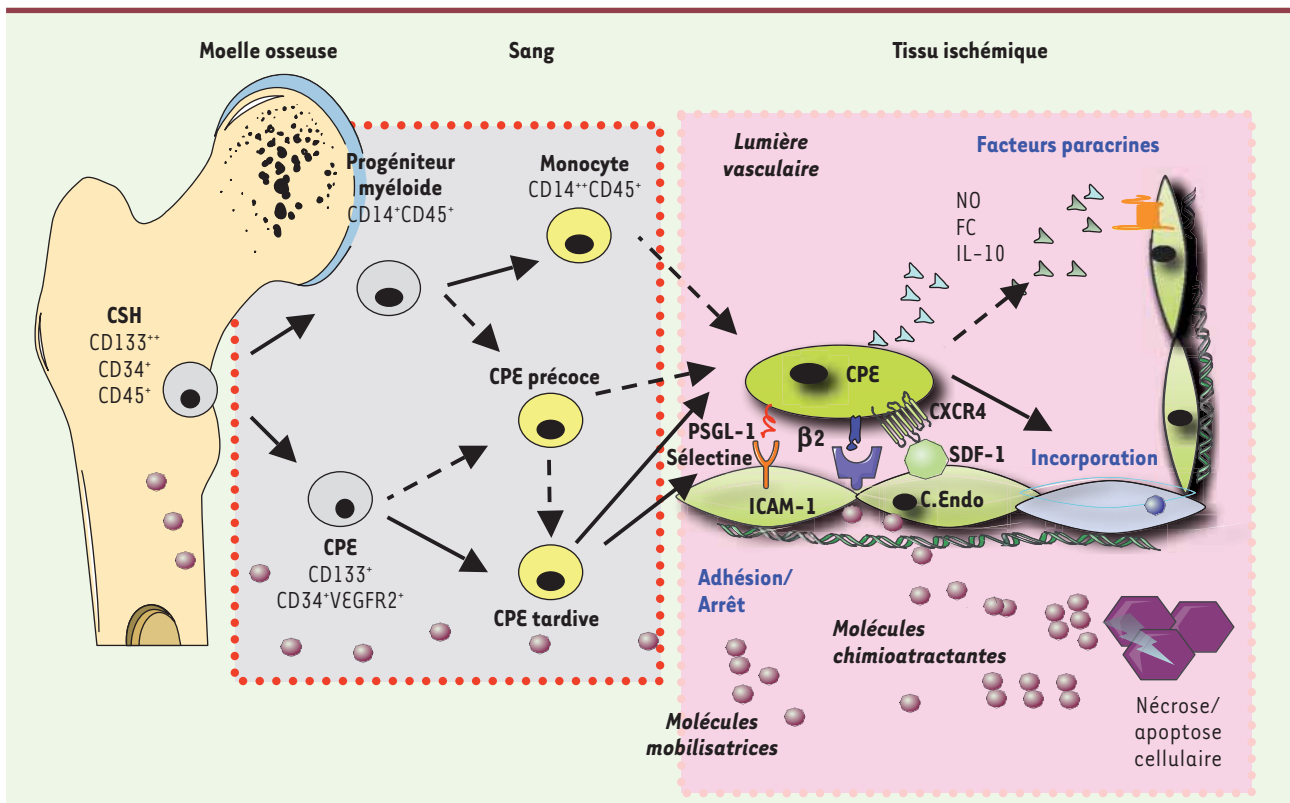 Moelle osseuse
Sang
Tissu ischémique
Progéniteur
myéloide
CD14⁺CD45⁺
Monocyte
CD14⁺⁺CD45⁺
Lumière
vasculaire
Facteurs paracrines
NO
FC
IL-10
CSH
CD133⁺⁺
CD34⁺
CD45⁺
CPE précoce
CPE
CXCR4
PSGL-1
β2
Sélectine
SDF-1
Incorporation
ICAM-1
C.Endo
CPE
CD133⁺
CD34⁺VEGFR2⁺
CPE tardive
Adhésion/
Arrêt
Molécules
chimioatractantes
Molécules
mobilisatrices
Nécrose/
apoptose
cellulaire